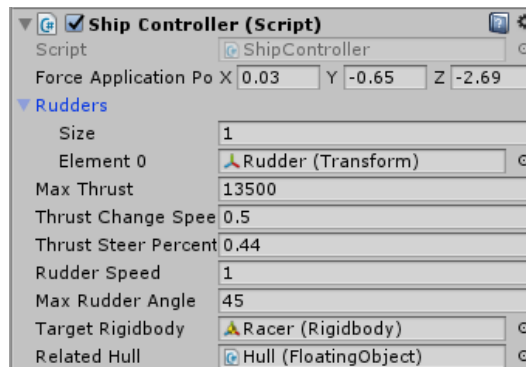 Ship Controller (Script)
Script ShipController
Force Application Po X 0.03 Y -0.65 Z -2.69
Rudders
Size 1
Element 0 Rudder (Transform)
Max Thrust 13500
Thrust Change Spee 0.5
Thrust Steer Percent 0.44
Rudder Speed 1
Max Rudder Angle 45
Target Rigidbody Racer (Rigidbody)
Related Hull Hull (FloatingObject)